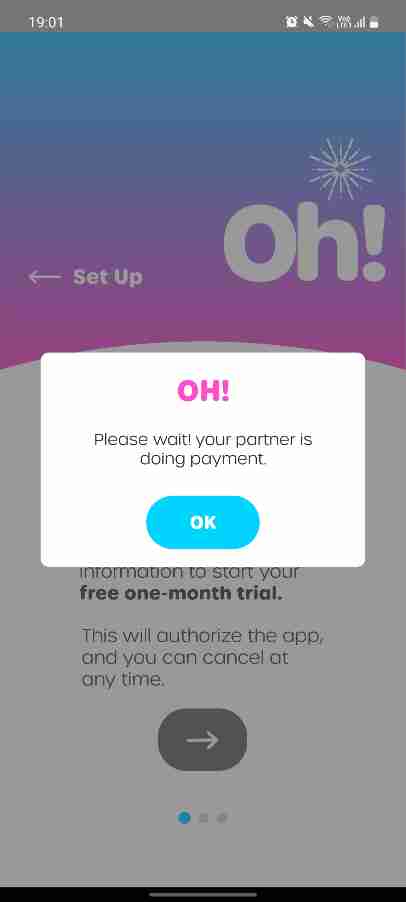 19:01
Oh!
Set Up
OH!
Please wait! your partner is
doing payment.
OK
information to start your
free one-month trial.
This will authorize the app,
and you can cancel at
any time.